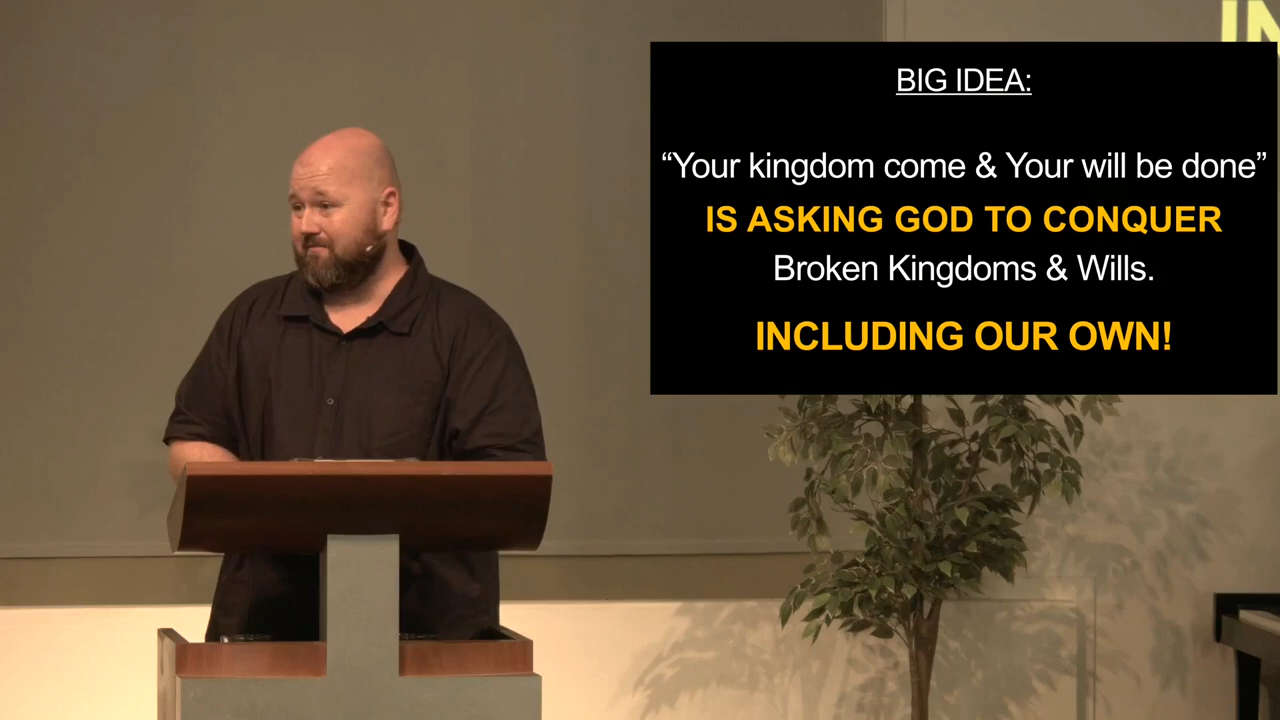 BIG IDEA:
“Your kingdom come & Your will be done”
IS ASKING GOD TO CONQUER
Broken Kingdoms & Wills.
INCLUDING OUR OWN!